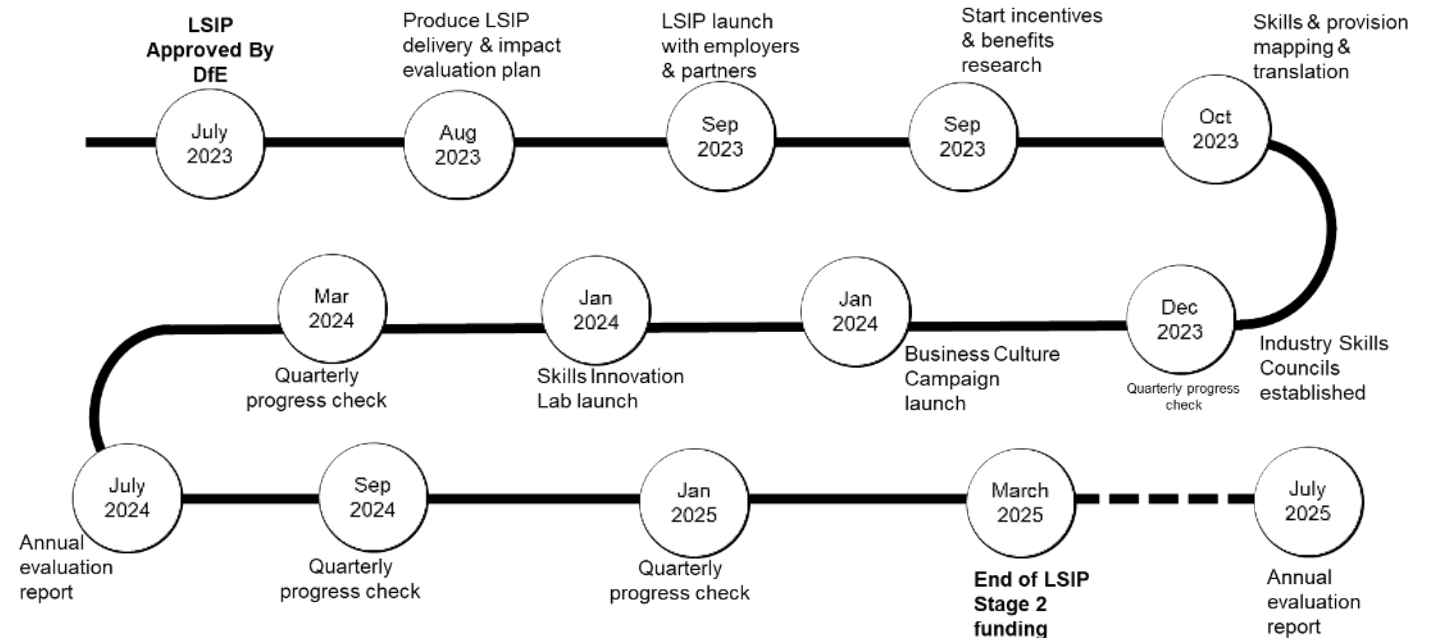 LSIP
Approved By
DfE
July
2023
Produce LSIP
delivery & impact
evaluation plan
Aug
2023
LSIP launch
with employers
& partners
Sep
2023
Start incentives
& benefits
research
Sep
2023
Skills & provision
mapping &
translation
Oct
2023
Dec
2023
Quarterly progress
check
Industry Skills
Councils
established
Jan
2024
Business Culture
Campaign
launch
Jan
2024
Skills Innovation
Lab launch
Mar
2024
Quarterly
progress check
July
2024
Annual
evaluation
report
Sep
2024
Quarterly
progress check
Jan
2025
Quarterly
progress check
March
2025
End of LSIP
Stage 2
funding
July
2025
Annual
evaluation
report